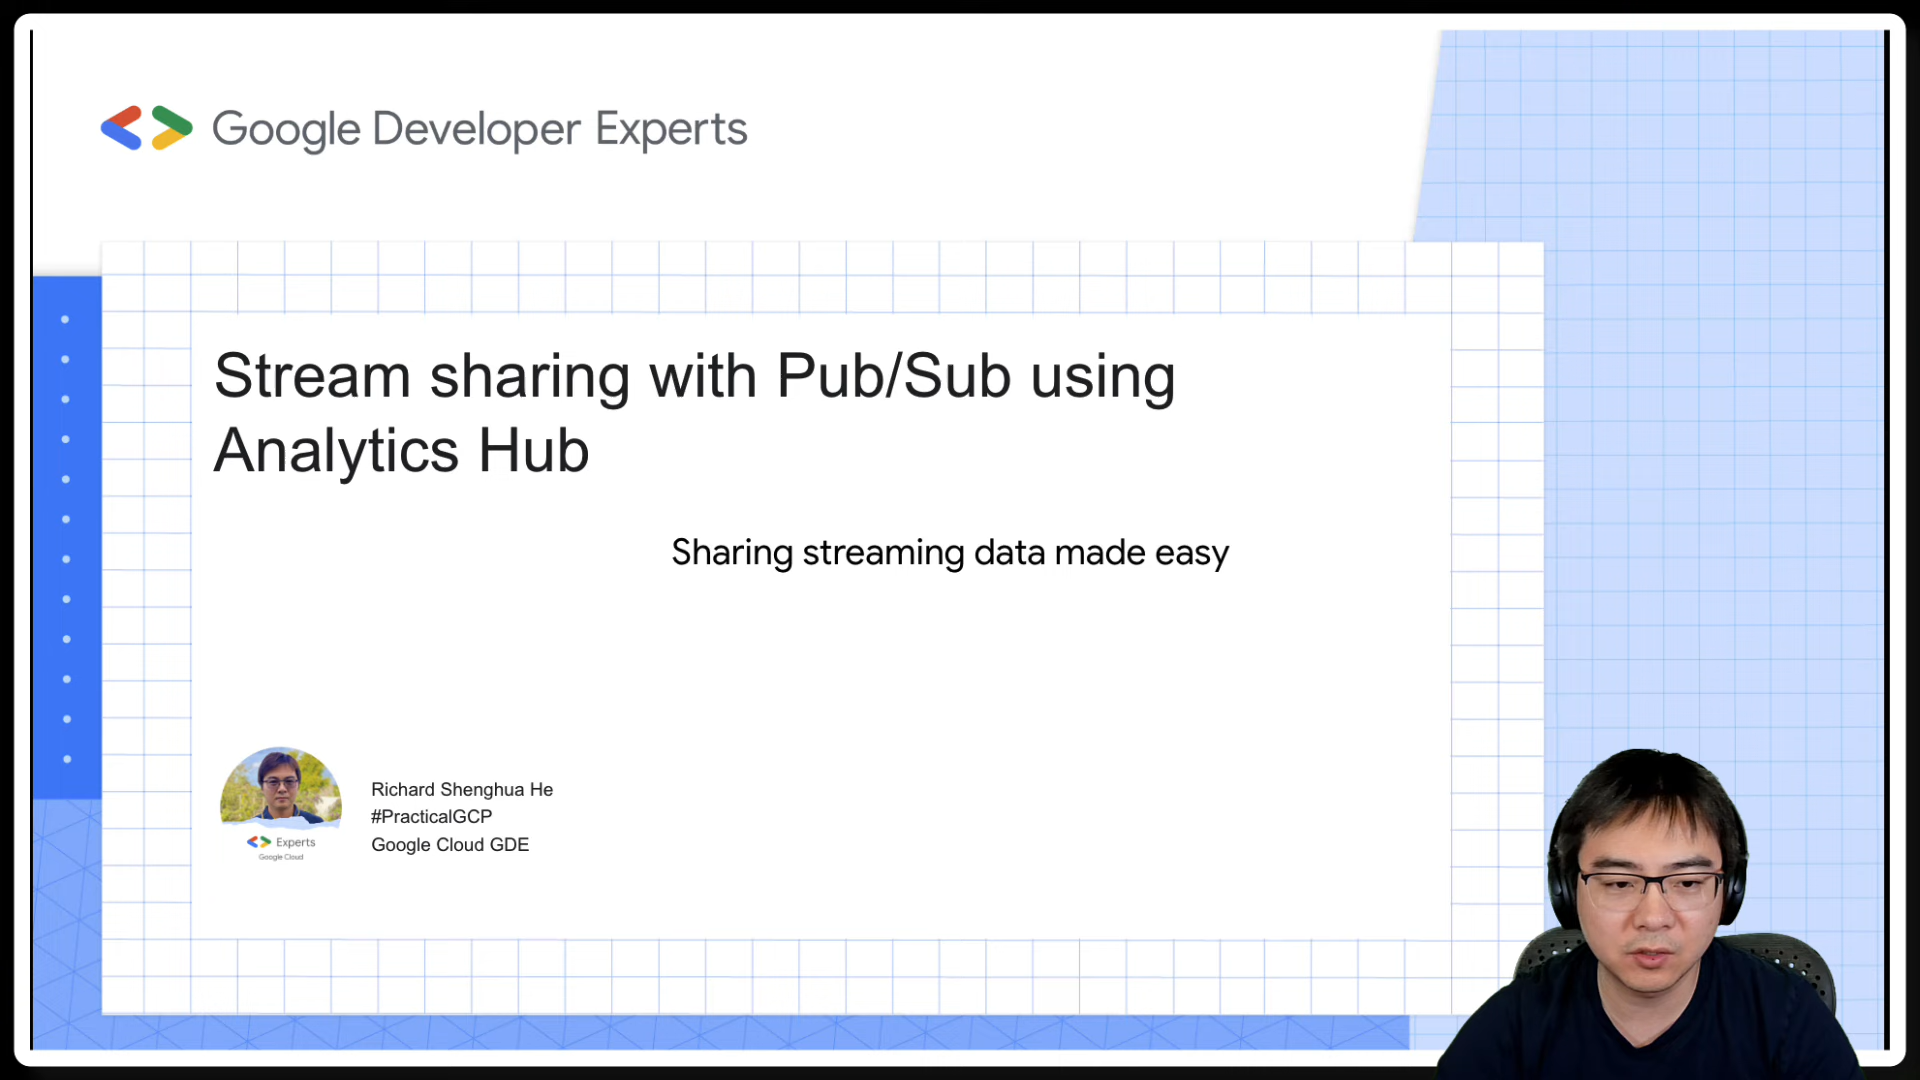 Google Developer Experts
Stream sharing with Pub/Sub using
Analytics Hub
Sharing streaming data made easy
Richard Shenghua He
#PracticalGCP
Google Cloud GDE
Experts
Google Cloud